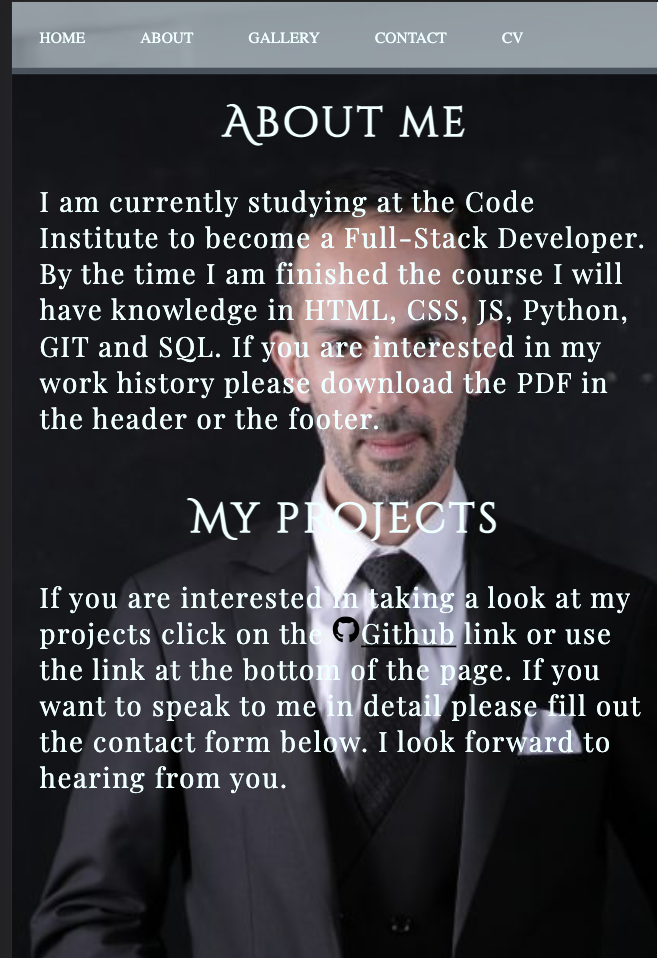 HOME ABOUT GALLERY CONTACT CV
ABOUT ME
I am currently studying at the Code
Institute to become a Full-Stack Developer.
By the time I am finished the course I will
have knowledge in HTML, CSS, JS, Python,
GIT and SQL. If you are interested in my
work history please download the PDF in
the header or the footer.
MY PROJECTS
If you are interested in taking a look at my
projects click on the Github link or use
the link at the bottom of the page. If you
want to speak to me in detail please fill out
the contact form below. I look forward to
hearing from you.